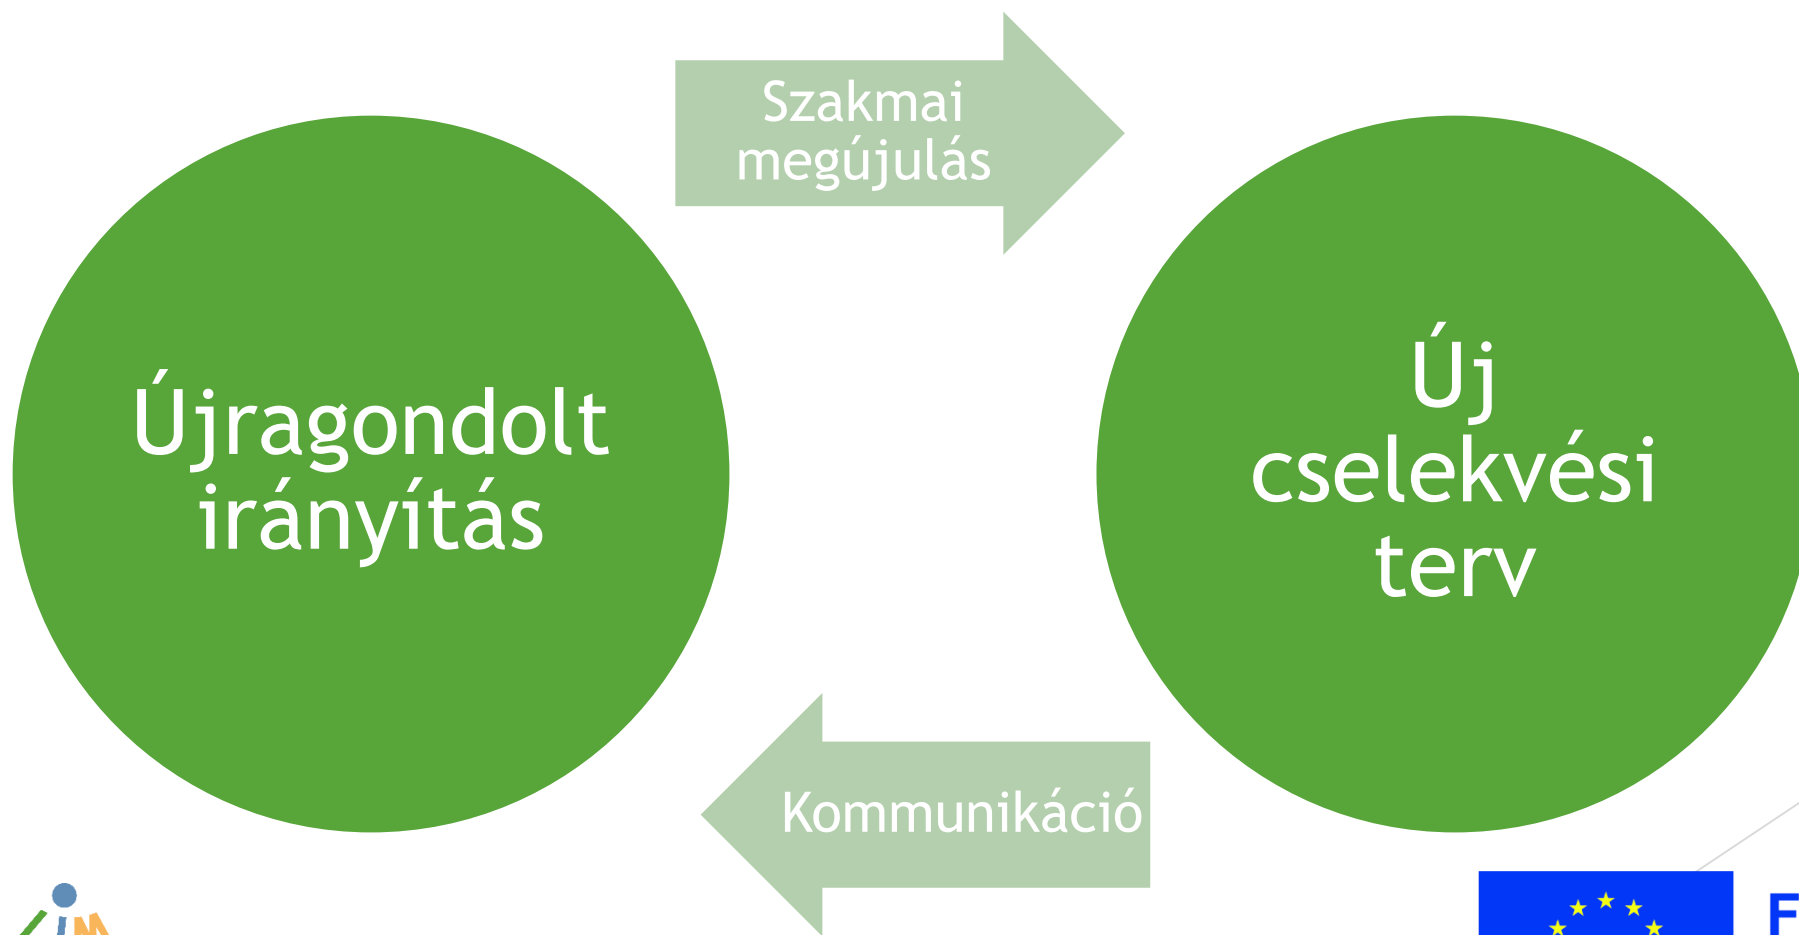 Szakmai
megújulás
Újragondolt
irányítás
Új
cselekvési
terv
Kommunikáció